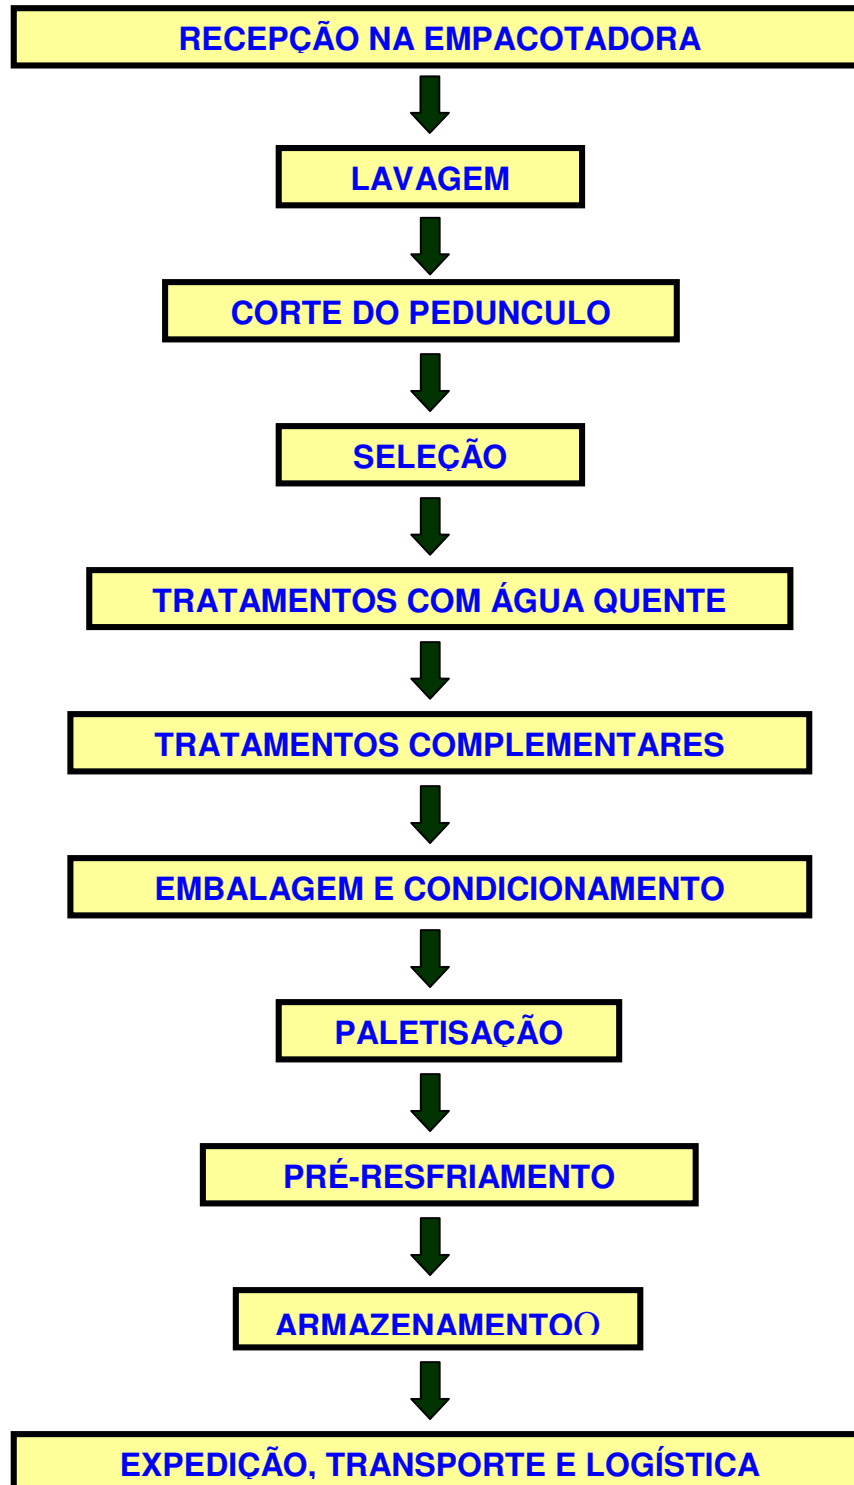 RECEPÇÃO NA EMPACOTADORA
LAVAGEM
CORTE DO PEDUNCULO
SELEÇÃO
TRATAMENTOS COM ÁGUA QUENTE
TRATAMENTOS COMPLEMENTARES
EMBALAGEM E CONDICIONAMENTO
PALETISAÇÃO
PRÉ-RESFRIAMENTO
ARMAZENAMENTOO
EXPEDIÇÃO, TRANSPORTE E LOGÍSTICA